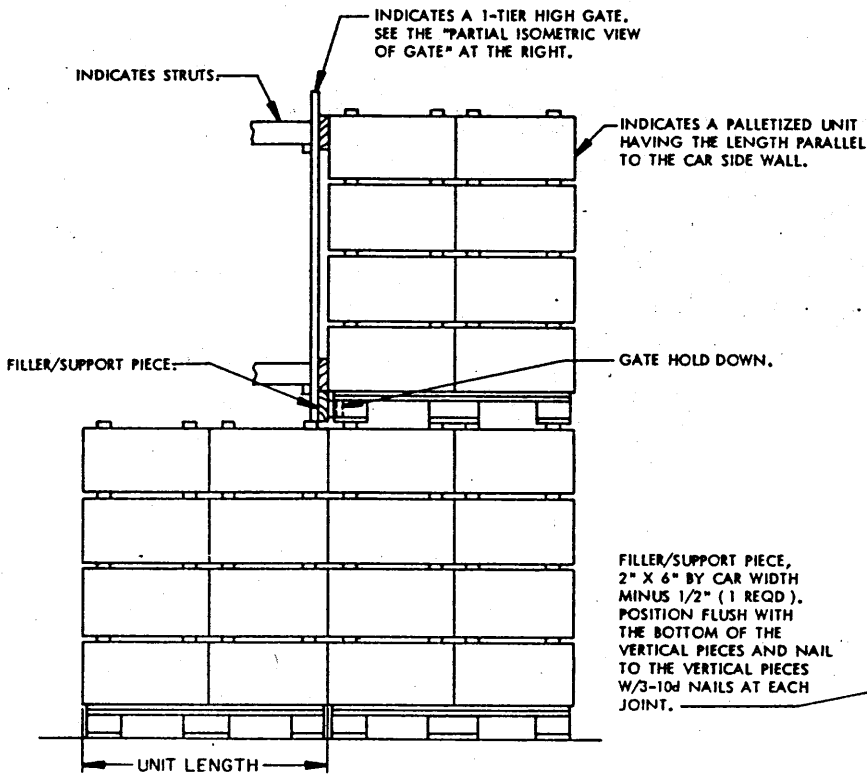 INDICATES A 1-TIER HIGH GATE.
SEE THE "PARTIAL ISOMETRIC VIEW
OF GATE" AT THE RIGHT.
INDICATES STRUTS.
INDICATES A PALLETIZED UNIT
HAVING THE LENGTH PARALLEL
TO THE CAR SIDE WALL.
FILLER/SUPPORT PIECE.
GATE HOLD DOWN.
FILLER/SUPPORT PIECE,
2" X 6" BY CAR WIDTH
MINUS 1/2" ( 1 REQD ).
POSITION FLUSH WITH
THE BOTTOM OF THE
VERTICAL PIECES AND NAIL
TO THE VERTICAL PIECES
W/3-10d NAILS AT EACH
JOINT.
UNIT LENGTH